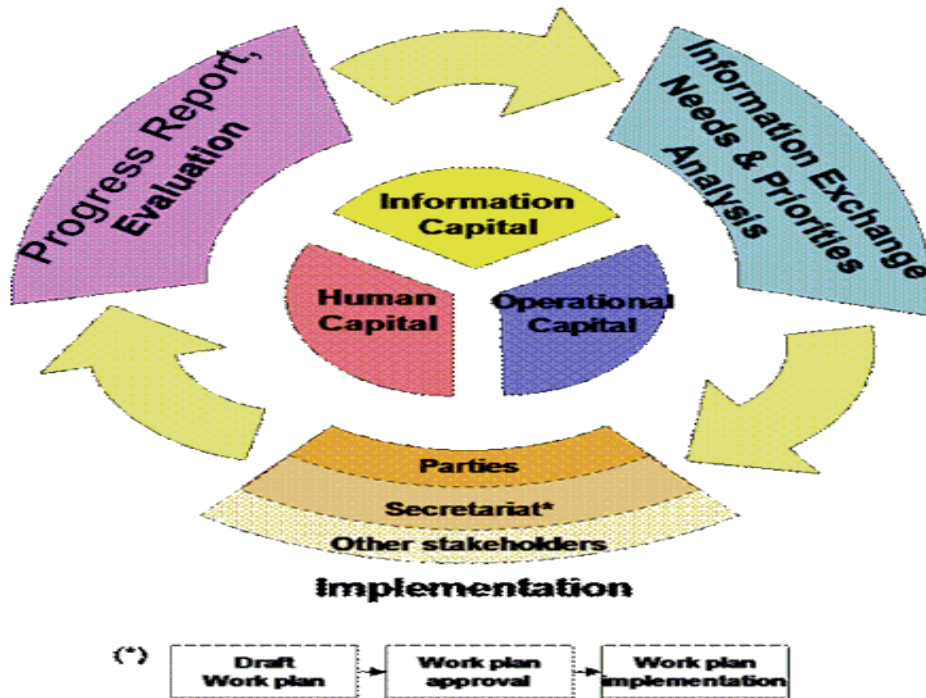 Progress Report,
Evaluation
Information Exchange
Needs & Priorities
Analysis
Information
Capital
Human
Capital
Operational
Capital
Parties
Secretariat*
Other stakeholders
Implementation
(*)
Draft
Work plan
Work plan
approval
Work plan
implementation